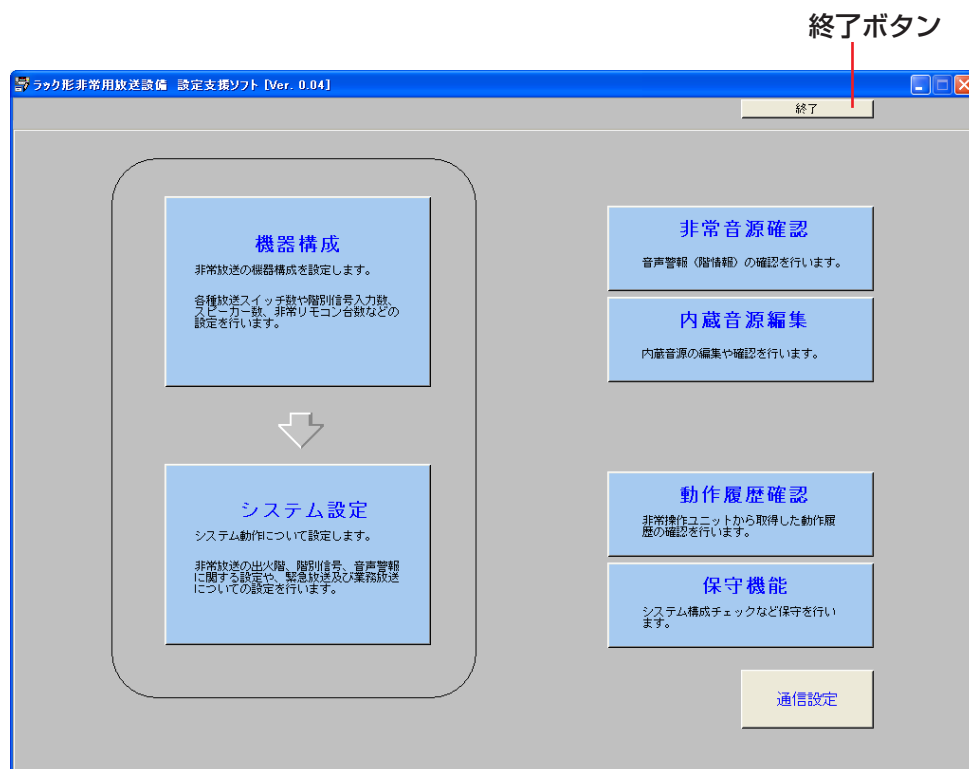 終了ボタン
ラック形非常用放送設備 設定支援ソフト [Ver. 0.04]
終了
機器構成
非常放送の機器構成を設定します。
各種放送スイッチ数や階別信号入力数、
スピーカー数、非常リモコン台数などの
設定を行います。
システム設定
システム動作について設定します。
非常放送の出火階、階別信号、音声警報
に関する設定や、緊急放送及び業務放送
についての設定を行います。
非常音源確認
音声警報（階情報）の確認を行います。
内蔵音源編集
内蔵音源の編集や確認を行います。
動作履歴確認
非常操作ユニットから取得した動作履
歴の確認を行います。
保守機能
システム構成チェックなど保守を行い
ます。
通信設定